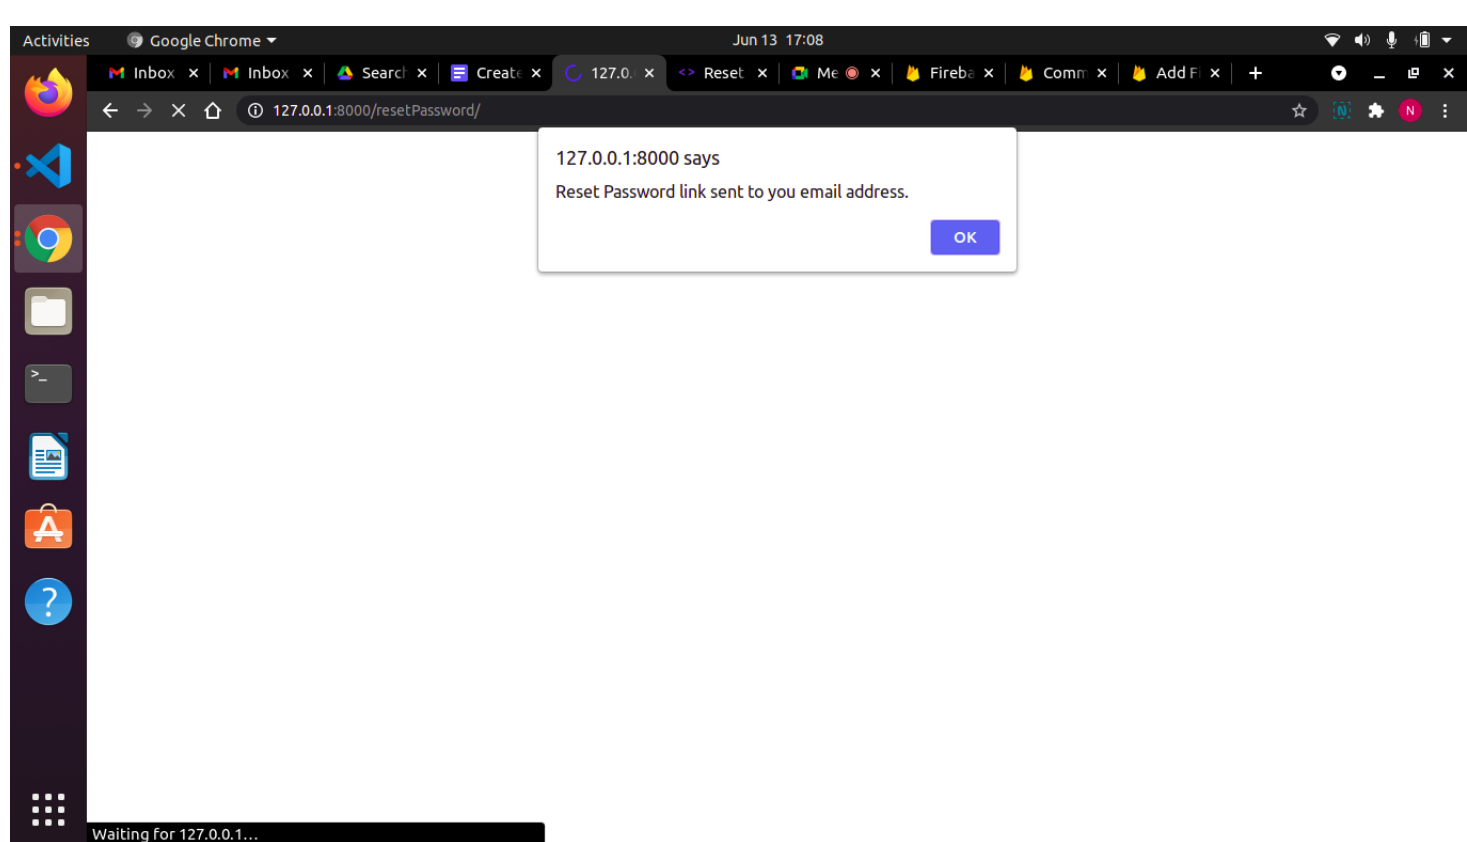 Activities Google Chrome Jun 13 17:08
Inbox Inbox Search Create 127.0. Reset Me Fireba Comm Add Fi
127.0.0.1:8000/resetPassword/ N N
127.0.0.1:8000 says
Reset Password link sent to you email address.
OK
>_
A
?
Waiting for 127.0.0.1...